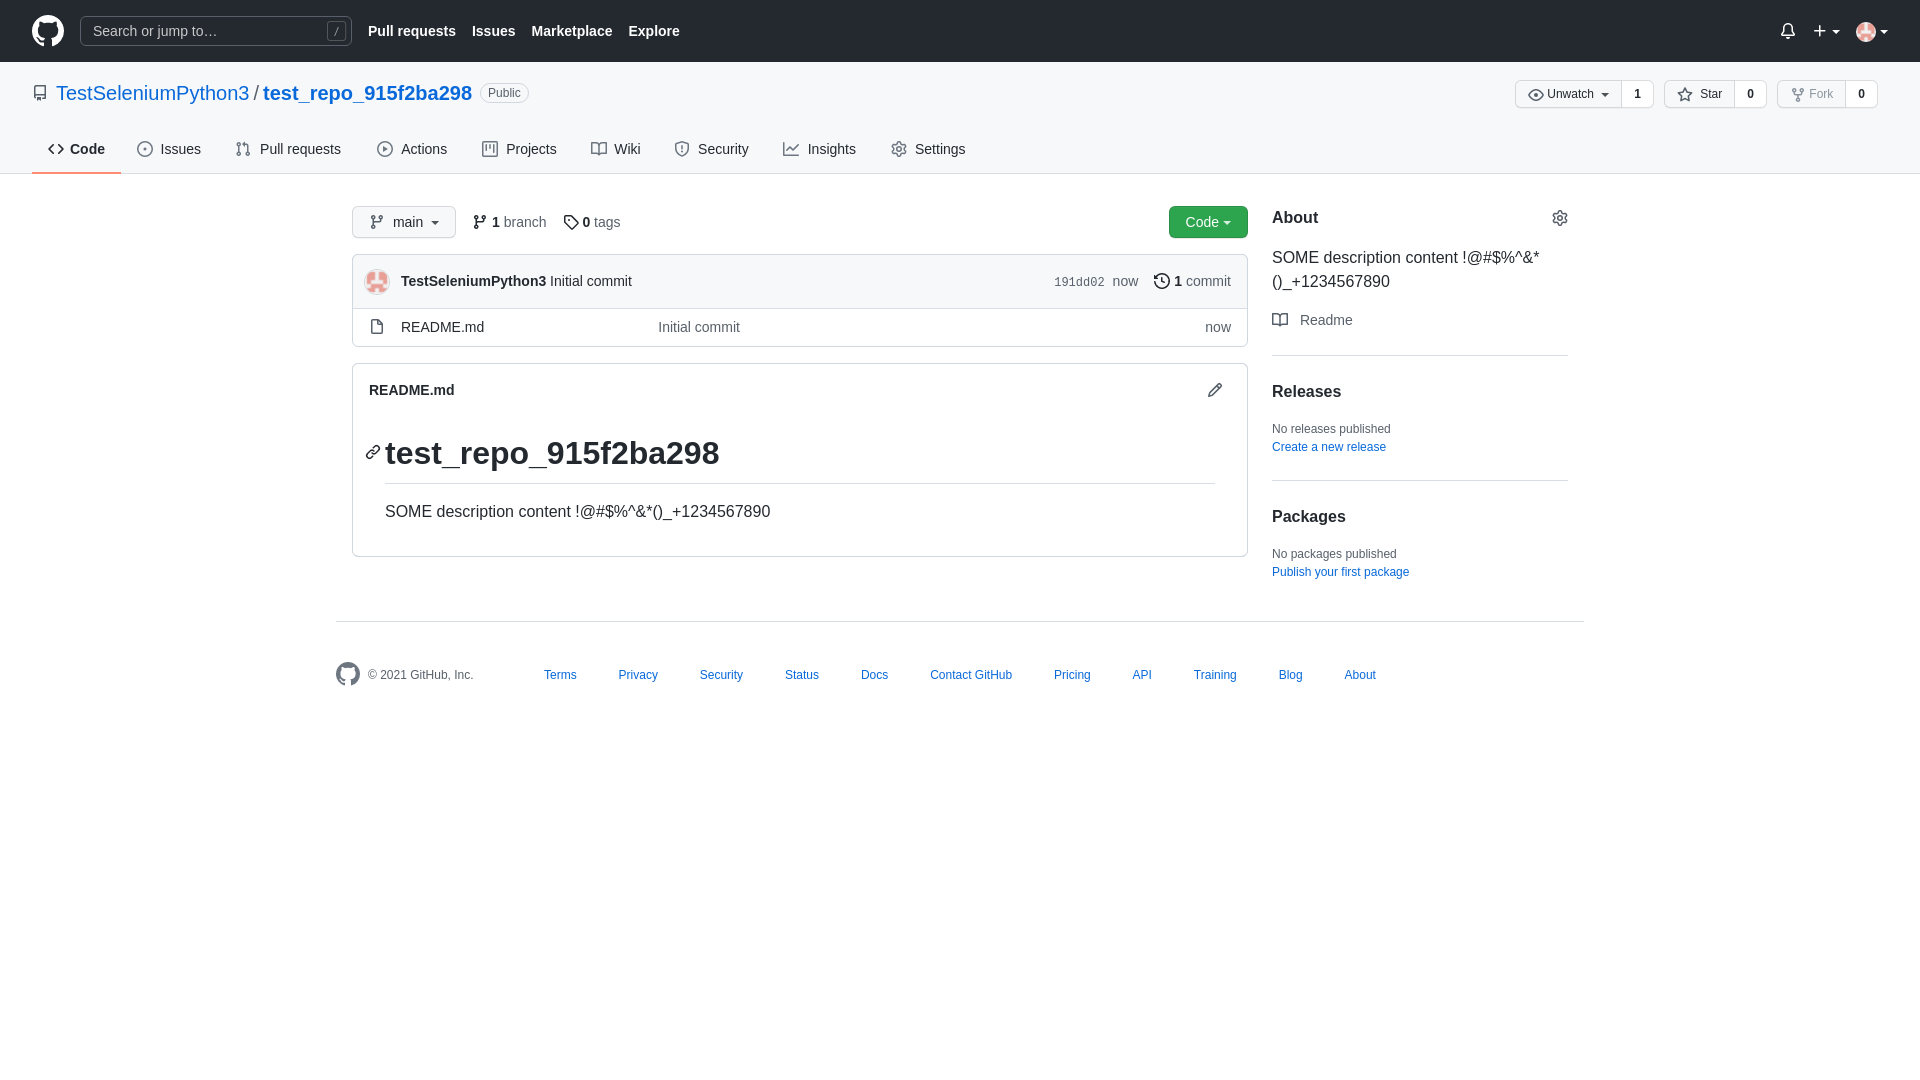 Search or jump to…
/
Pull requests
Issues
Marketplace
Explore
TestSeleniumPython3 / test_repo_915f2ba298
Public
Unwatch
1
Star
0
Fork
0
Code
Issues
Pull requests
Actions
Projects
Wiki
Security
Insights
Settings
main
1 branch
0 tags
Code
TestSeleniumPython3 Initial commit
191dd02 now
1 commit
README.md
Initial commit
now
README.md
test_repo_915f2ba298
SOME description content !@#$%^&*()_+1234567890
About
SOME description content !@#$%^&*
()_+1234567890
Readme
Releases
No releases published
Create a new release
Packages
No packages published
Publish your first package
© 2021 GitHub, Inc.
Terms
Privacy
Security
Status
Docs
Contact GitHub
Pricing
API
Training
Blog
About